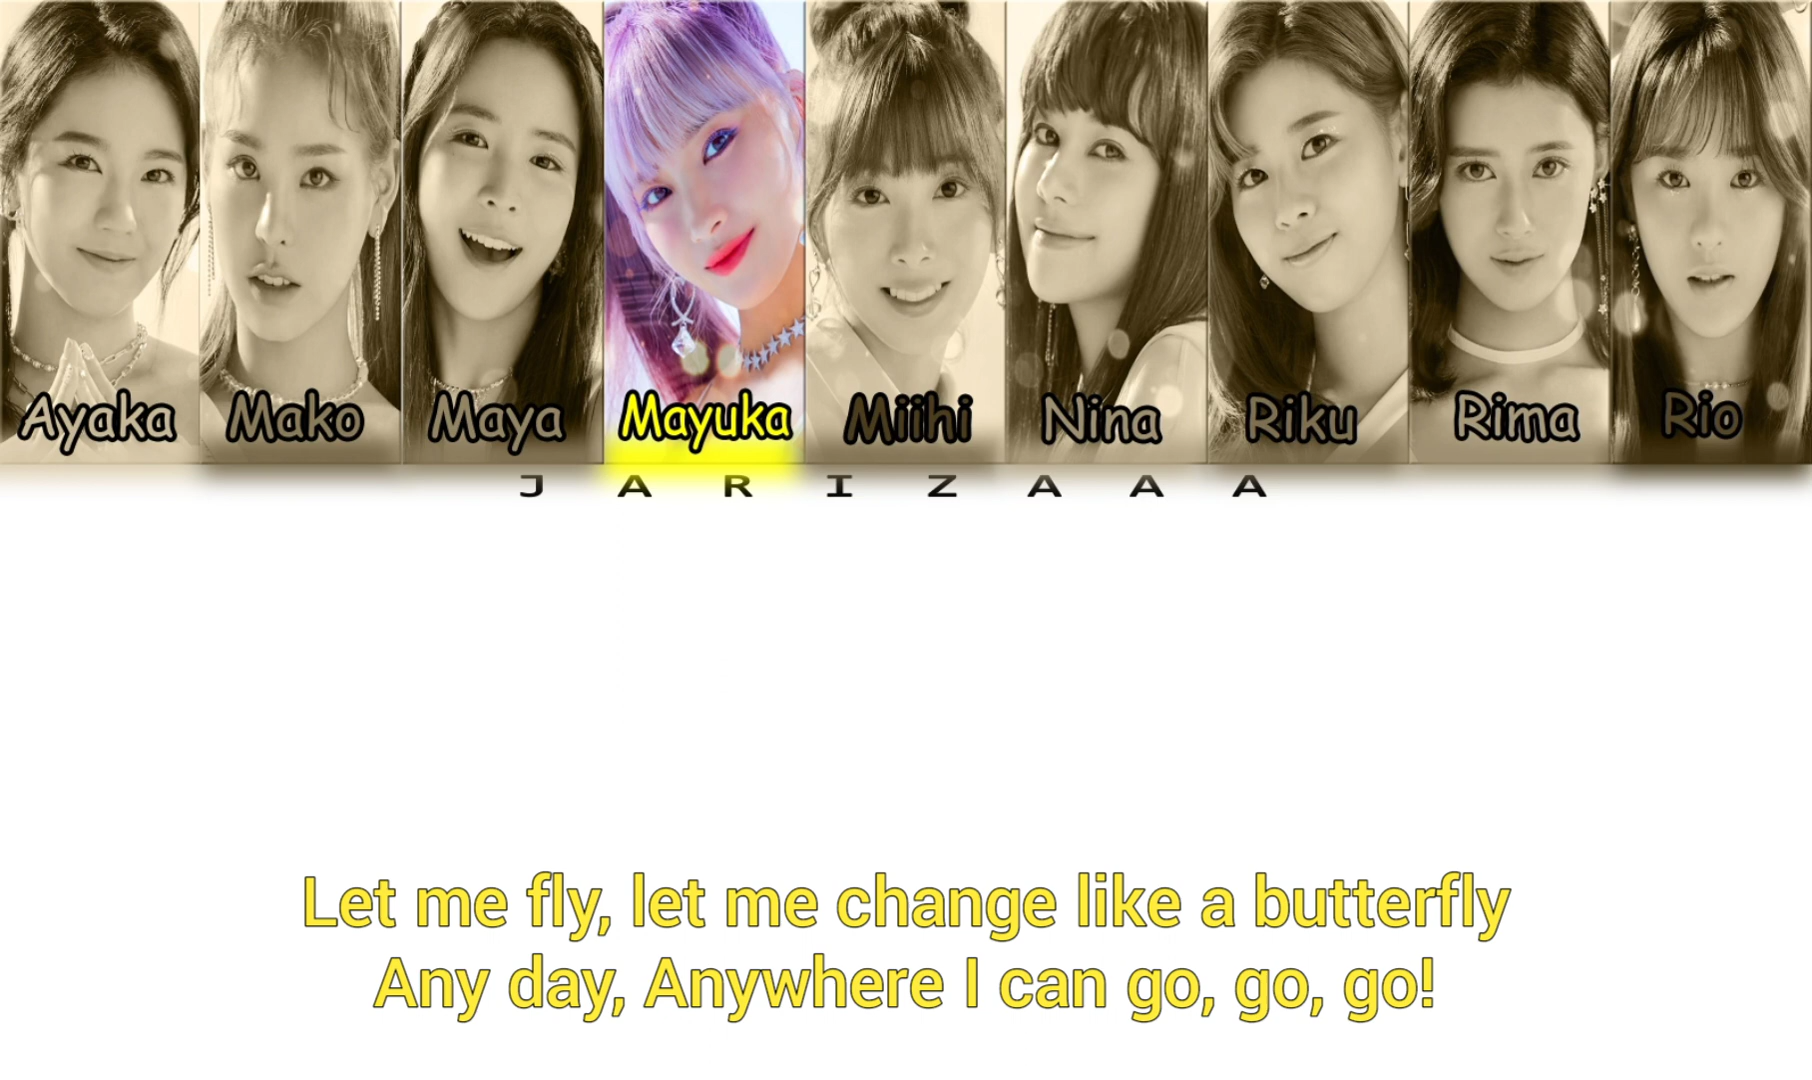 Ayaka Mako Maya Mayuka Miihi Nina Riku Rima Rio
JARIZAAA
Let me fly, let me change like a butterfly
Any day, Anywhere I can go, go, go!